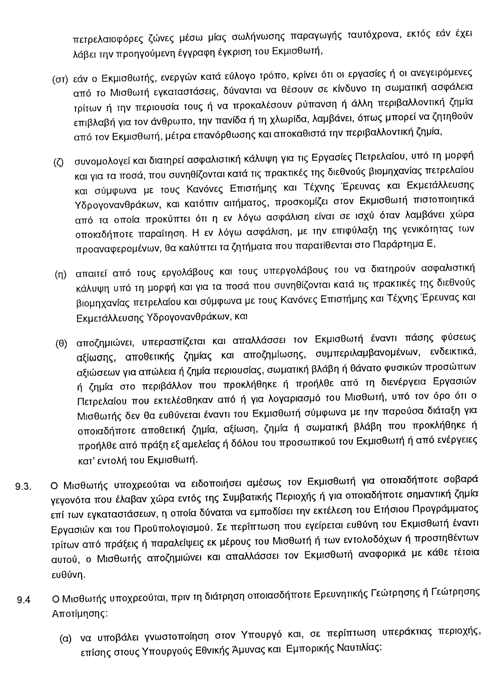 πετρελαιοφόρες ζώνες μέσω μίας σωλήνωσης παραγωγής ταυτόχρονα, εκτός εάν έχει
λάβει την προηγούμενη έγγραφη έγκριση του Εκμισθωτή,
(στ) εάν ο Εκμισθωτής, ενεργών κατά εύλογο τρόπο, κρίνει ότι οι εργασίες ή οι ανεγειρόμενες
από το Μισθωτή εγκαταστάσεις, δύνανται να θέσουν σε κίνδυνο τη σωματική ασφάλεια
τρίτων ή την περιουσία τους ή να προκαλέσουν ρύπανση ή άλλη περιβαλλοντική ζημία
επιβλαβή για τον άνθρωπο, την πανίδα ή τη χλωρίδα, λαμβάνει, όπως μπορεί να ζητηθούν
από τον Εκμισθωτή, μέτρα επανόρθωσης και αποκαθιστά την περιβαλλοντική ζημία,
(ζ) συνομολογεί και διατηρεί ασφαλιστική κάλυψη για τις Εργασίες Πετρελαίου, υπό τη μορφή
και για τα ποσά, που συνηθίζονται κατά τις πρακτικές της διεθνούς βιομηχανίας πετρελαίου
και σύμφωνα με τους Κανόνες Επιστήμης και Τέχνης Έρευνας και Εκμετάλλευσης
Υδρογονανθράκων, και κατόπιν αιτήματος, προσκομίζει στον Εκμισθωτή πιστοποιητικά
από τα οποία προκύπτει ότι η εν λόγω ασφάλιση είναι σε ισχύ όταν λαμβάνει χώρα
οποιαδήποτε παραίτηση. Η εν λόγω ασφάλιση, με την επιφύλαξη της γενικότητας των
προαναφερομένων, θα καλύπτει τα ζητήματα που παρατίθενται στο Παράρτημα Ε,
(η) απαιτεί από τους εργολάβους και τους υπεργολάβους του να διατηρούν ασφαλιστική
κάλυψη υπό τη μορφή και για τα ποσά που συνηθίζονται κατά τις πρακτικές της διεθνούς
βιομηχανίας πετρελαίου και σύμφωνα με τους Κανόνες Επιστήμης και Τέχνης Έρευνας και
Εκμετάλλευσης Υδρογονανθράκων, και
(θ) αποζημιώνει, υπερασπίζεται και απαλλάσσει τον Εκμισθωτή έναντι πάσης φύσεως
αξίωσης, αποθετικής ζημίας και αποζημίωσης, συμπεριλαμβανομένων, ενδεικτικά,
αξιώσεων για απώλεια ή ζημία περιουσίας, σωματική βλάβη ή θάνατο φυσικών προσώπων
ή ζημία στο περιβάλλον που προκλήθηκε ή προήλθε από τη διενέργεια Εργασιών
Πετρελαίου που εκτελέσθηκαν από ή για λογαριασμό του Μισθωτή, υπό τον όρο ότι ο
Μισθωτής δεν θα ευθύνεται έναντι του Εκμισθωτή σύμφωνα με την παρούσα διάταξη για
οποιαδήποτε αποθετική ζημία, αξίωση, ζημία ή σωματική βλάβη που προκλήθηκε ή
προήλθε από πράξη εξ αμελείας ή δόλου του προσωπικού του Εκμισθωτή ή από ενέργειες
κατ' εντολή του Εκμισθωτή.
9.3. Ο Μισθωτής υποχρεούται να ειδοποιήσει αμέσως τον Εκμισθωτή για οποιαδήποτε σοβαρά
γεγονότα που έλαβαν χώρα εντός της Συμβατικής Περιοχής ή για οποιαδήποτε σημαντική ζημία
επί των εγκαταστάσεων, η οποία δύναται να εμποδίσει την εκτέλεση του Ετήσιου Προγράμματος
Εργασιών και του Προϋπολογισμού. Σε περίπτωση που εγείρεται ευθύνη του Εκμισθωτή έναντι
τρίτων από πράξεις ή παραλείψεις εκ μέρους του Μισθωτή ή των εντολοδόχων ή προστηθέντων
αυτού, ο Μισθωτής αποζημιώνει και απαλλάσσει τον Εκμισθωτή αναφορικά με κάθε τέτοια
ευθύνη.
9.4 Ο Μισθωτής υποχρεούται, πριν τη διάτρηση οποιασδήποτε Ερευνητικής Γεώτρησης ή Γεώτρησης
Αποτίμησης:
(α) να υποβάλει γνωστοποίηση στον Υπουργό και, σε περίπτωση υπεράκτιας περιοχής,
επίσης στους Υπουργούς Εθνικής Άμυνας και Εμπορικής Ναυτιλίας: